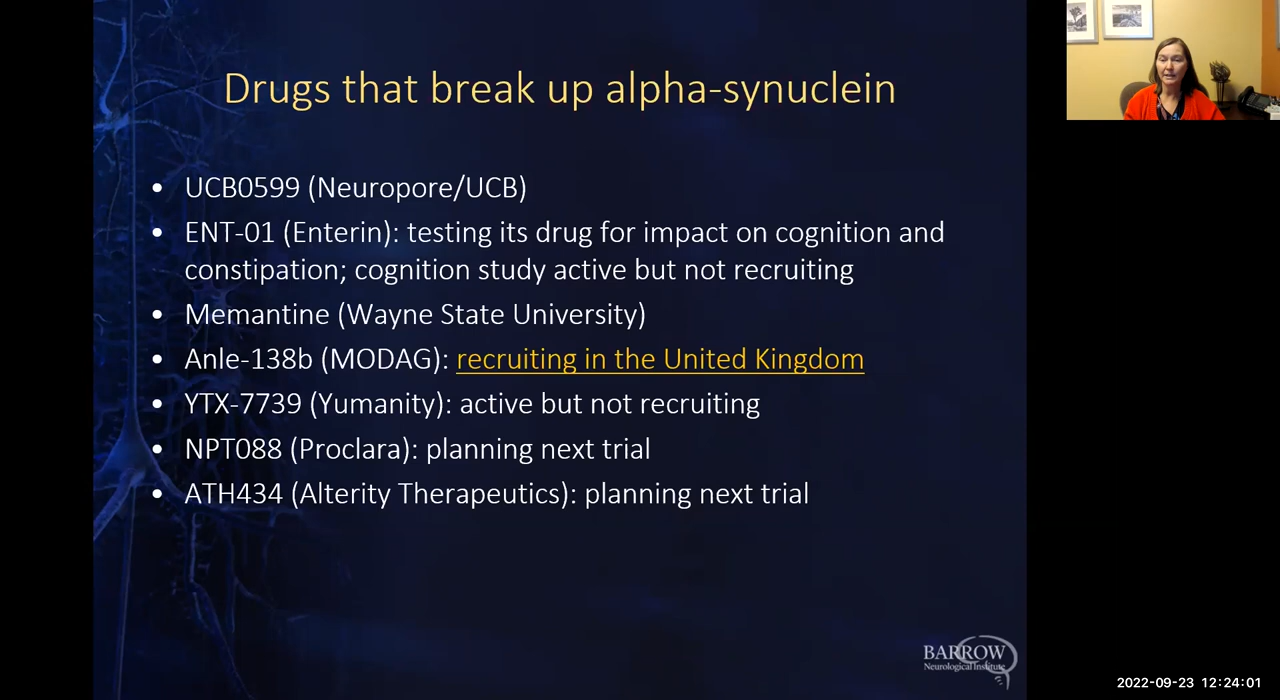 Drugs that break up alpha-synuclein
• UCB0599 (Neuropore/UCB)
• ENT-01 (Enterin): testing its drug for impact on cognition and
constipation; cognition study active but not recruiting
• Memantine (Wayne State University)
• Anle-138b (MODAG): recruiting in the United Kingdom
• YTX-7739 (Yumanity): active but not recruiting
• NPT088 (Proclara): planning next trial
• ATH434 (Alterity Therapeutics): planning next trial
BARROW
Neurological Institute
2022-09-23 12:24:01